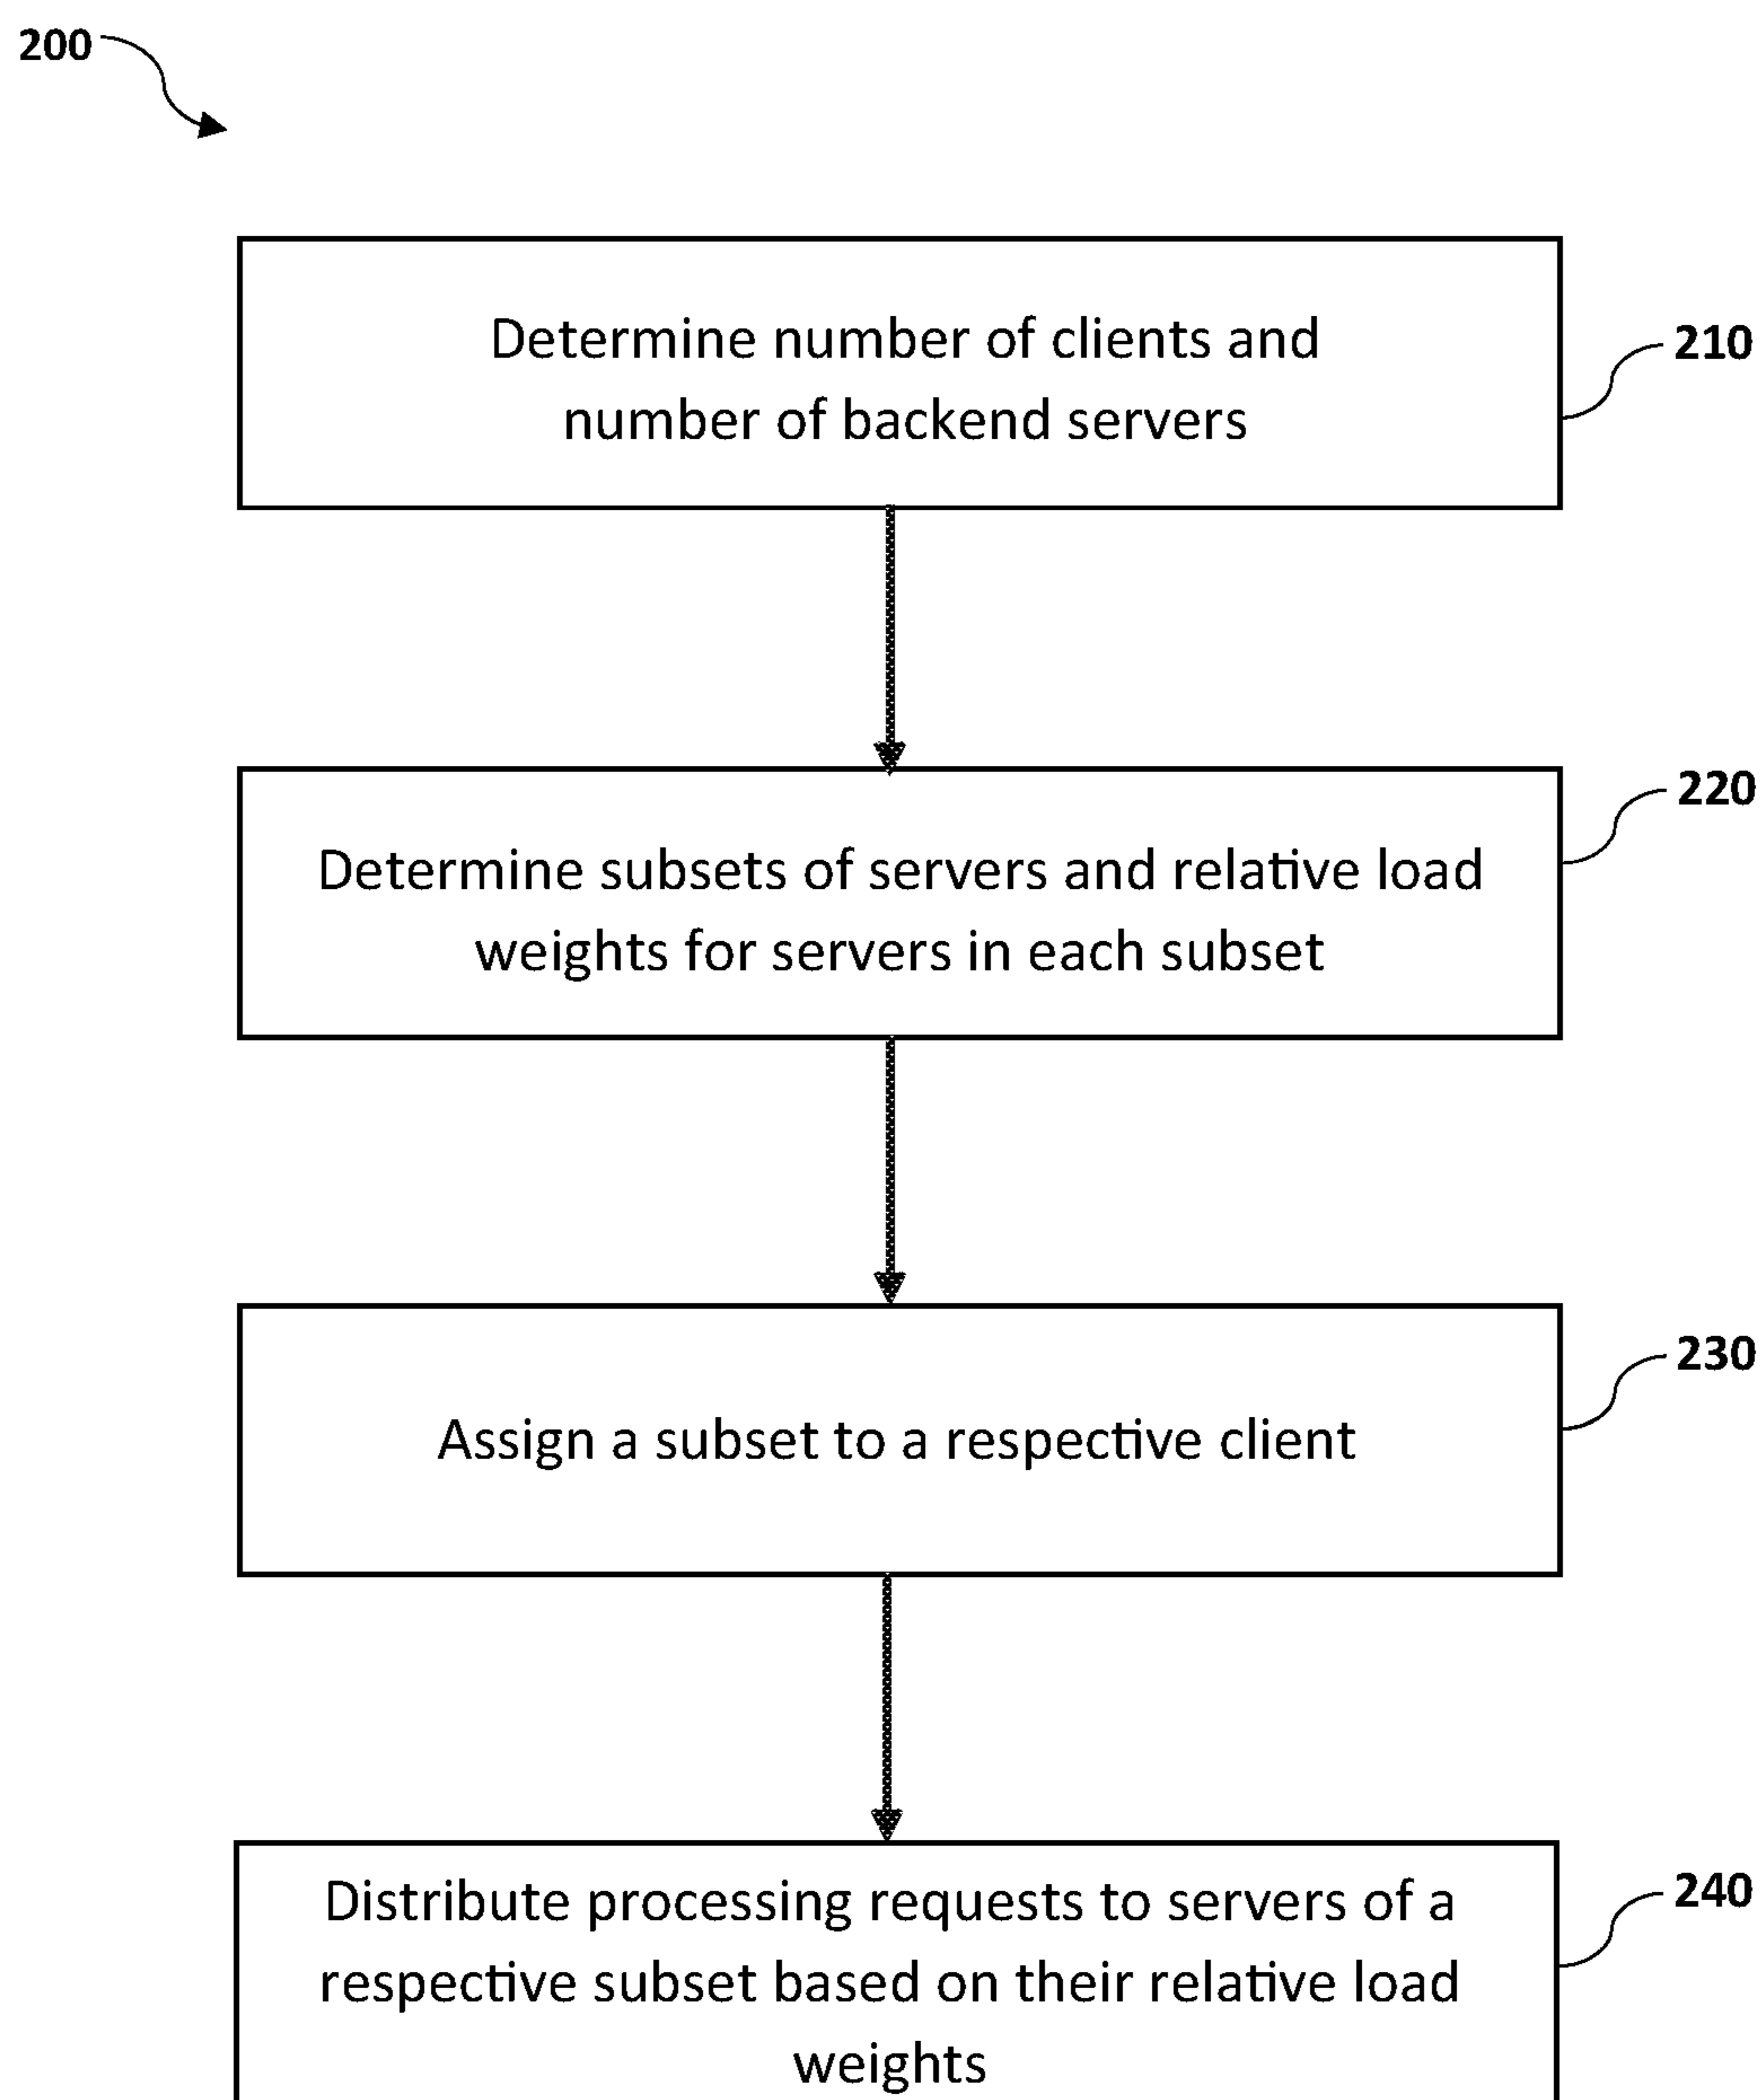 200
Determine number of clients and
number of backend servers
210
Determine subsets of servers and relative load
weights for servers in each subset
220
Assign a subset to a respective client
230
Distribute processing requests to servers of a
respective subset based on their relative load
weights
240